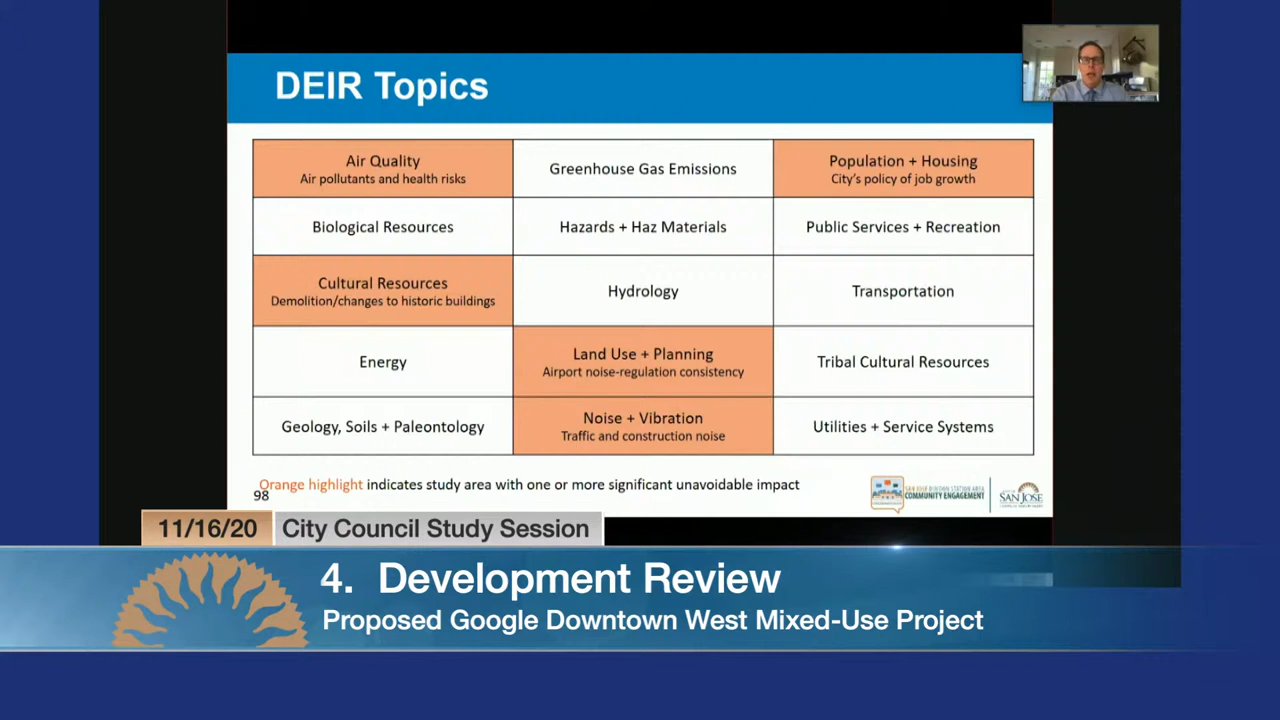 DEIR Topics
Air Quality
Air pollutants and health risks
Greenhouse Gas Emissions
Population + Housing
City's policy of job growth
Biological Resources
Hazards + Haz Materials
Public Services + Recreation
Cultural Resources
Demolition/changes to historic buildings
Hydrology
Transportation
Energy
Land Use + Planning
Airport noise-regulation consistency
Tribal Cultural Resources
Geology, Soils + Paleontology
Noise + Vibration
Traffic and construction noise
Utilities + Service Systems
Orange highlight indicates study area with one or more significant unavoidable impact
98
COMMUNITY ENGAGEMENT
SAN JOSE
11/16/20 City Council Study Session
4. Development Review
Proposed Google Downtown West Mixed-Use Project